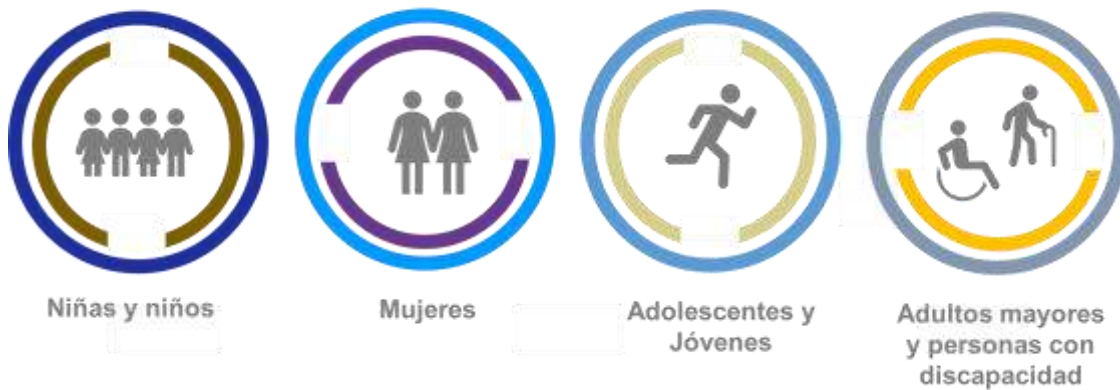 Niñas y niños
Mujeres
Adolescentes y
Jóvenes
Adultos mayores
y personas con
discapacidad